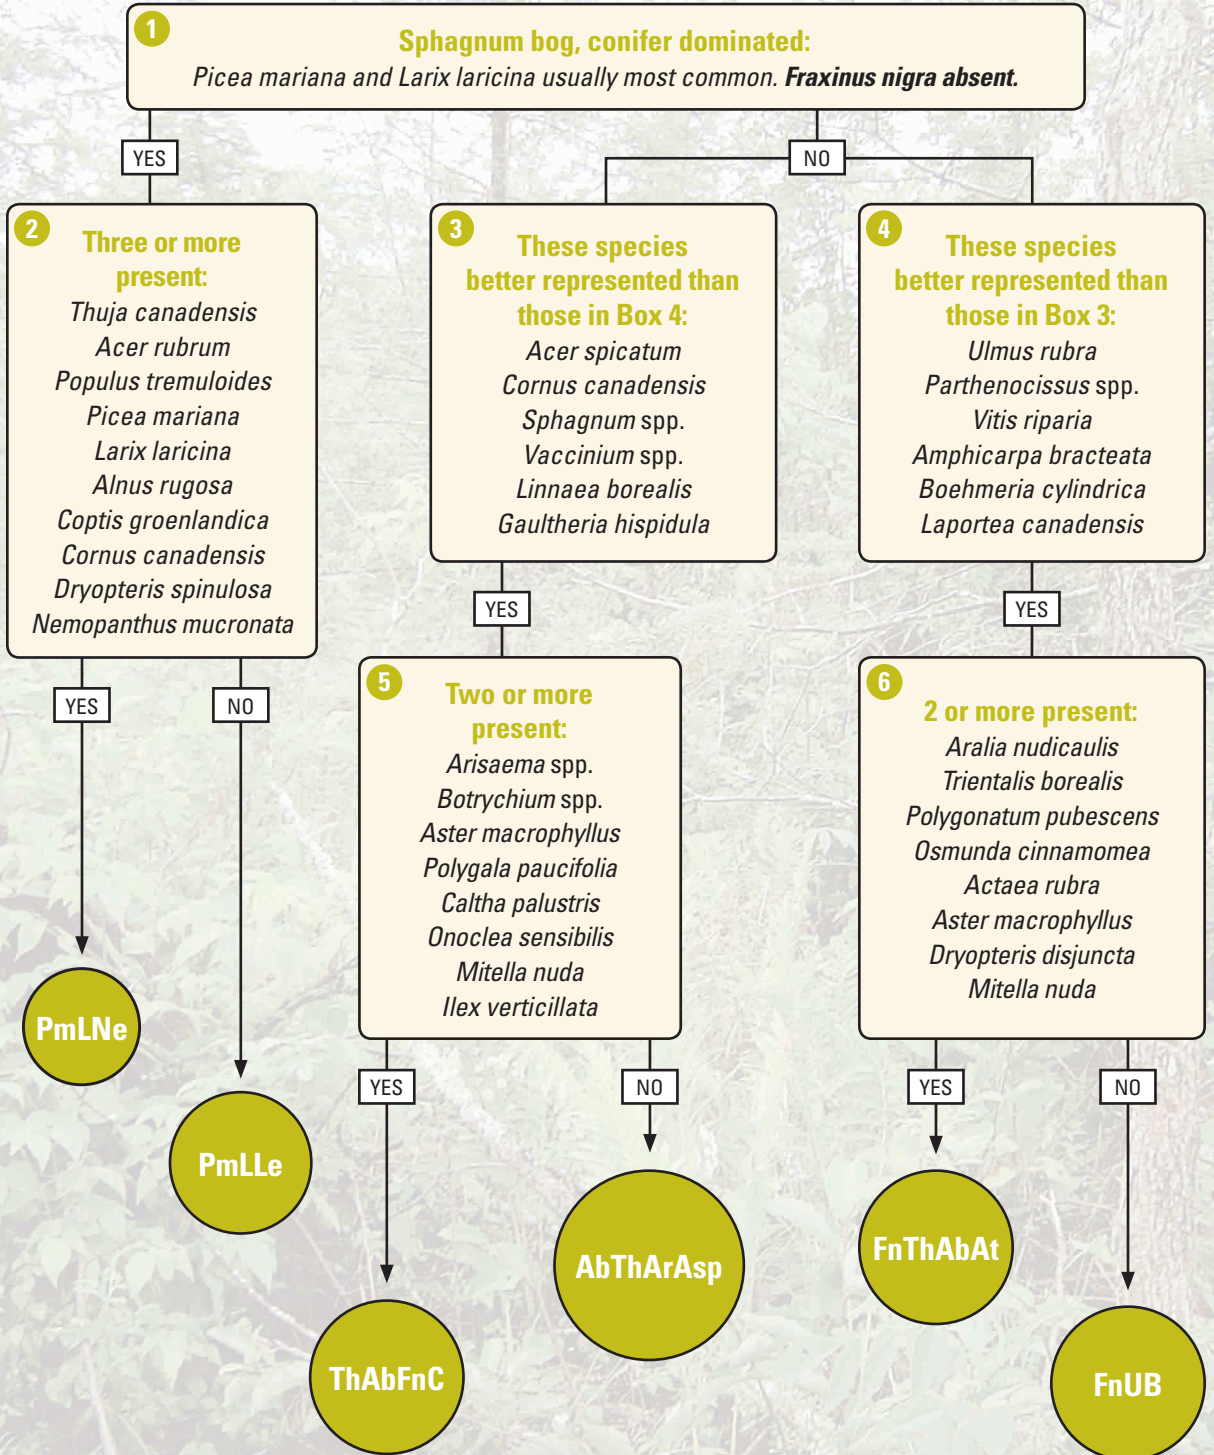 1
Sphagnum bog, conifer dominated:
Picea mariana and Larix laricina usually most common. Fraxinus nigra absent.
YES
NO
2
Three or more
present:
Thuja canadensis
Acer rubrum
Populus tremuloides
Picea mariana
Larix laricina
Alnus rugosa
Coptis groenlandica
Cornus canadensis
Dryopteris spinulosa
Nemopanthus mucronata
3
These species
better represented than
those in Box 4:
Acer spicatum
Cornus canadensis
Sphagnum spp.
Vaccinium spp.
Linnaea borealis
Gaultheria hispidula
4
These species
better represented than
those in Box 3:
Ulmus rubra
Parthenocissus spp.
Vitis riparia
Amphicarpa bracteata
Boehmeria cylindrica
Laportea canadensis
YES
YES
YES
NO
5
Two or more
present:
Arisaema spp.
Botrychium spp.
Aster macrophyllus
Polygala paucifolia
Caltha palustris
Onoclea sensibilis
Mitella nuda
Ilex verticillata
6
2 or more present:
Aralia nudicaulis
Trientalis borealis
Polygonatum pubescens
Osmunda cinnamomea
Actaea rubra
Aster macrophyllus
Dryopteris disjuncta
Mitella nuda
YES
NO
YES
NO
PmLNe
PmLLe
ThAbFnC
AbThArAsp
FnThAbAt
FnUB